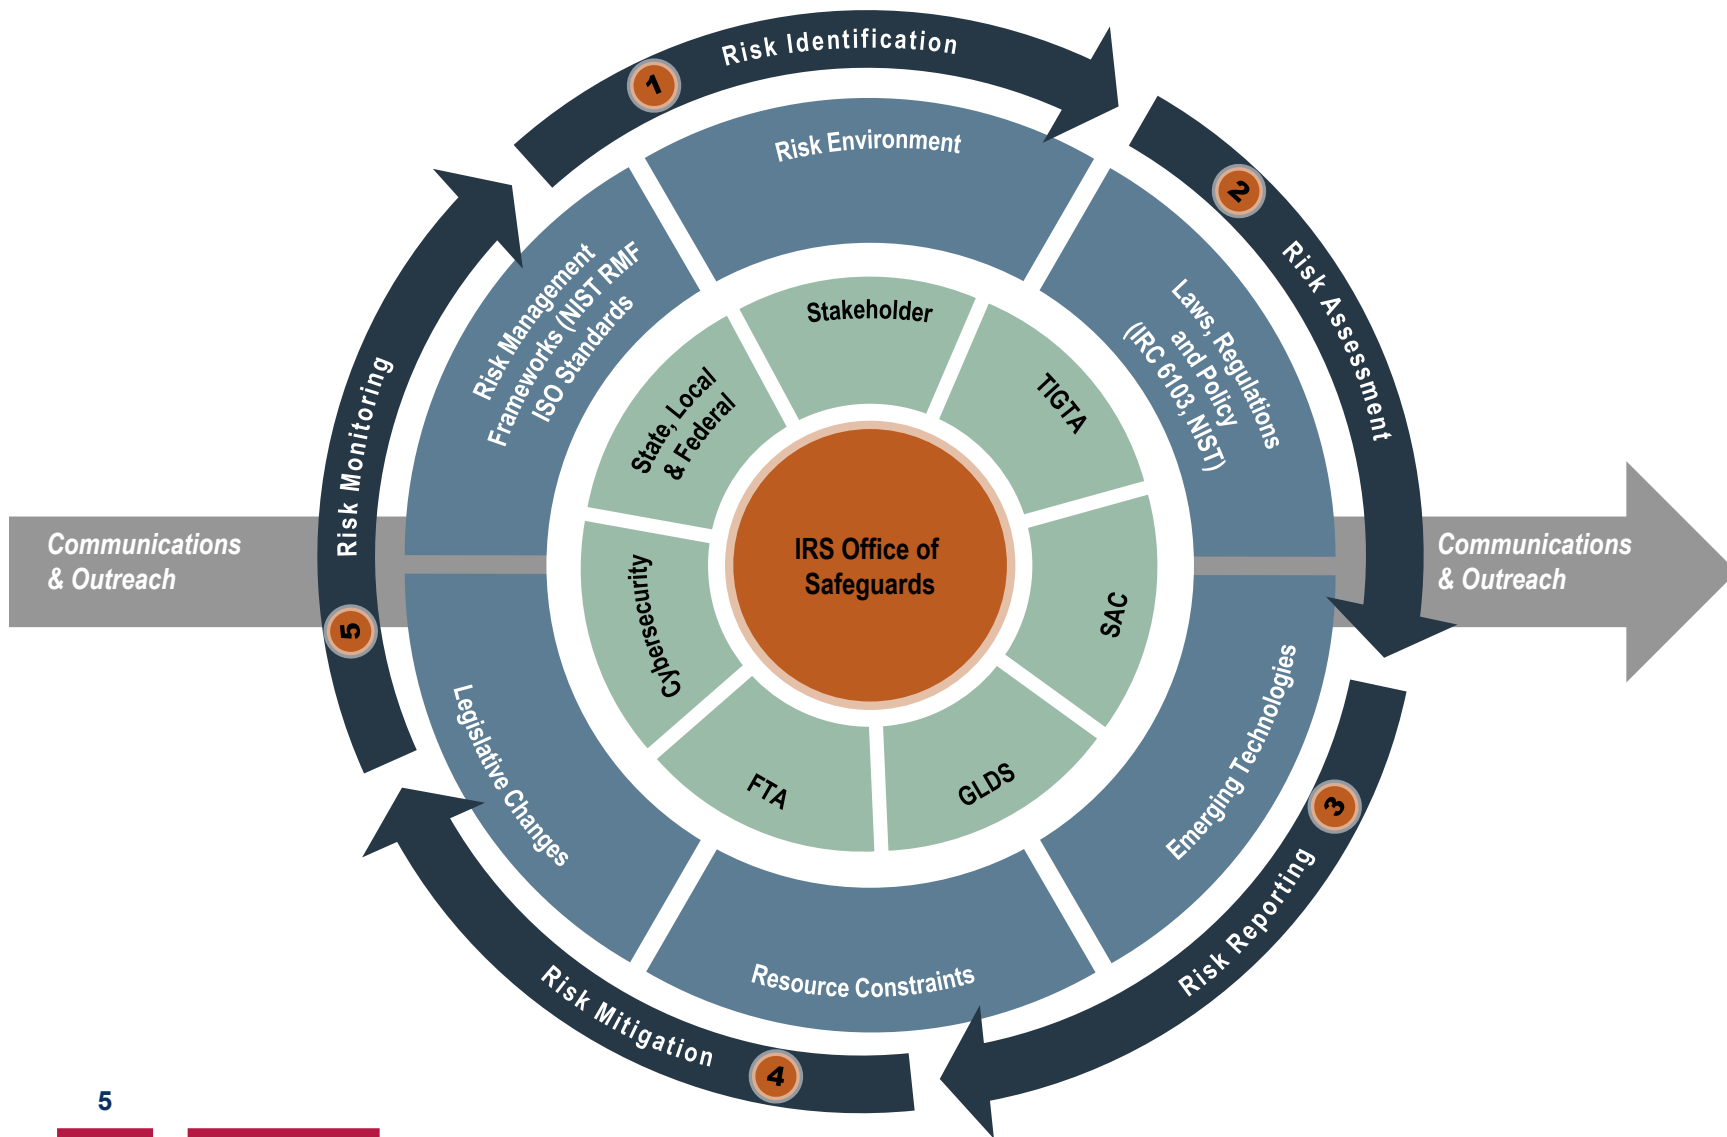 1
Risk Identification
2
Risk Assessment
3
Risk Reporting
4
Risk Mitigation
5
Risk Monitoring
Risk Environment
Laws, Regulations
and Policy
(IRC 6103, NIST)
Emerging Technologies
Resource Constraints
Legislative Changes
Risk Management
Frameworks (NIST RMF
ISO Standards
Stakeholder
TIGTA
SAC
GLDS
FTA
Cybersecurity
State, Local
& Federal
IRS Office of
Safeguards
Communications
& Outreach
Communications
& Outreach
5